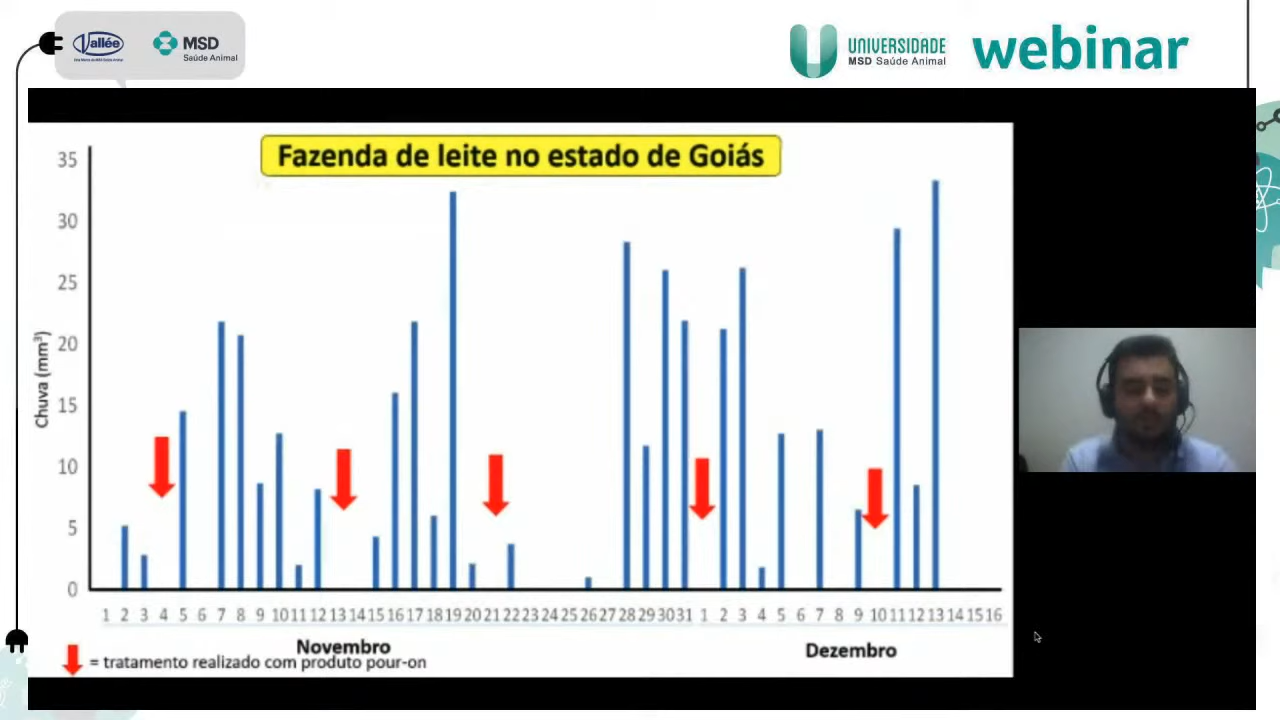 Vallée
MSD
Saúde Animal
UNIVERSIDADE
MSD Saúde Animal
webinar
Fazenda de leite no estado de Goiás
Chuva (mm³)
35
30
25
20
15
10
5
0
1 2 3 4 5 6 7 8 9 10 11 12 13 14 15 16 17 18 19 20 21 22 23 24 25 26 27 28 29 30 31 1 2 3 4 5 6 7 8 9 10 11 12 13 14 15 16
Novembro
Dezembro
= tratamento realizado com produto pour-on